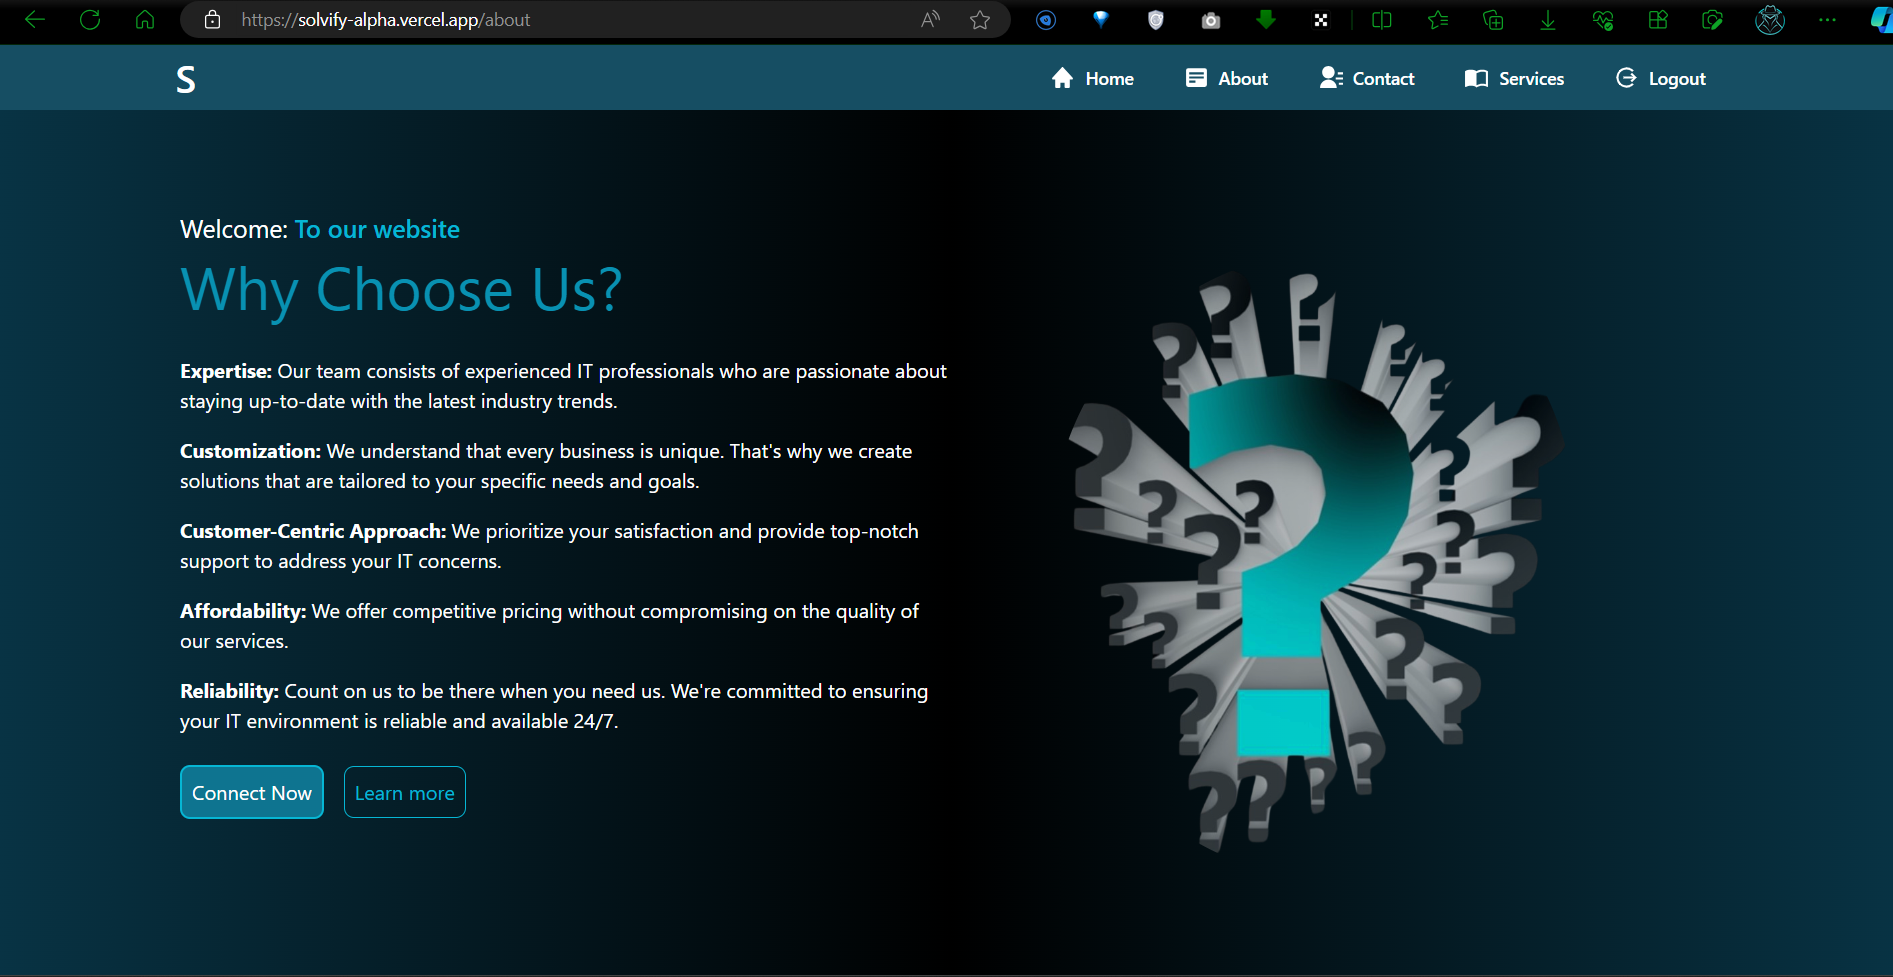 https://solvify-alpha.vercel.app/about
S
Home
About
Contact
Services
Logout
Welcome: To our website
Why Choose Us?
Expertise: Our team consists of experienced IT professionals who are passionate about
staying up-to-date with the latest industry trends.
Customization: We understand that every business is unique. That's why we create
solutions that are tailored to your specific needs and goals.
Customer-Centric Approach: We prioritize your satisfaction and provide top-notch
support to address your IT concerns.
Affordability: We offer competitive pricing without compromising on the quality of
our services.
Reliability: Count on us to be there when you need us. We're committed to ensuring
your IT environment is reliable and available 24/7.
Connect Now
Learn more